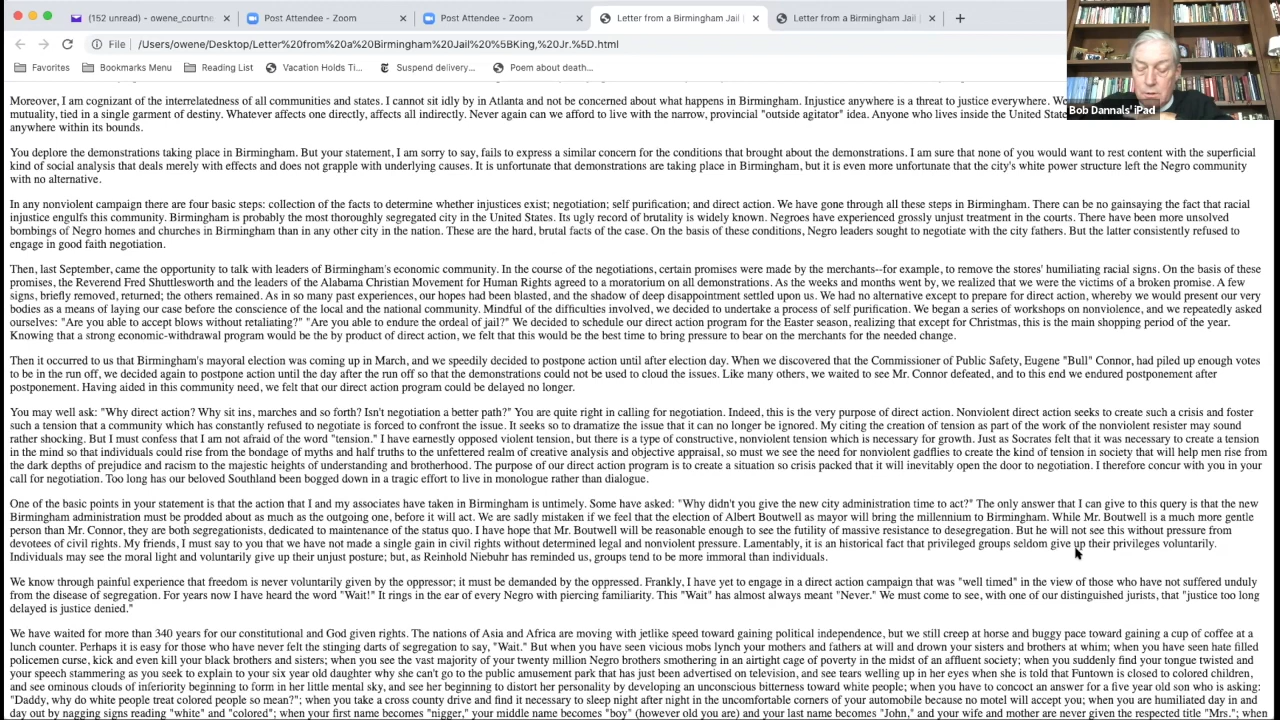 (152 unread) - owene_courtne
Post Attendee - Zoom
Post Attendee - Zoom
Letter from a Birmingham Jail
Letter from a Birmingham Jail
File
/Users/owene/Desktop/Letter%20from%20a%20Birmingham%20Jail%20%5BKing,%20Jr.%5D.html
Favorites
Bookmarks Menu
Reading List
Vacation Holds Ti...
Suspend delivery...
Poem about death...
Bob Dannals' iPad
Moreover, I am cognizant of the interrelatedness of all communities and states. I cannot sit idly by in Atlanta and not be concerned about what happens in Birmingham. Injustice anywhere is a threat to justice everywhere. We
mutuality, tied in a single garment of destiny. Whatever affects one directly, affects all indirectly. Never again can we afford to live with the narrow, provincial "outside agitator" idea. Anyone who lives inside the United State
anywhere within its bounds.
You deplore the demonstrations taking place in Birmingham. But your statement, I am sorry to say, fails to express a similar concern for the conditions that brought about the demonstrations. I am sure that none of you would want to rest content with the superficial
kind of social analysis that deals merely with effects and does not grapple with underlying causes. It is unfortunate that demonstrations are taking place in Birmingham, but it is even more unfortunate that the city's white power structure left the Negro community
with no alternative.
In any nonviolent campaign there are four basic steps: collection of the facts to determine whether injustices exist; negotiation; self purification; and direct action. We have gone through all these steps in Birmingham. There can be no gainsaying the fact that racial
injustice engulfs this community. Birmingham is probably the most thoroughly segregated city in the United States. Its ugly record of brutality is widely known. Negroes have experienced grossly unjust treatment in the courts. There have been more unsolved
bombings of Negro homes and churches in Birmingham than in any other city in the nation. These are the hard, brutal facts of the case. On the basis of these conditions, Negro leaders sought to negotiate with the city fathers. But the latter consistently refused to
engage in good faith negotiation.
Then, last September, came the opportunity to talk with leaders of Birmingham's economic community. In the course of the negotiations, certain promises were made by the merchants--for example, to remove the stores' humiliating racial signs. On the basis of these
promises, the Reverend Fred Shuttlesworth and the leaders of the Alabama Christian Movement for Human Rights agreed to a moratorium on all demonstrations. As the weeks and months went by, we realized that we were the victims of a broken promise. A few
signs, briefly removed, returned; the others remained. As in so many past experiences, our hopes had been blasted, and the shadow of deep disappointment settled upon us. We had no alternative except to prepare for direct action, whereby we would present our very
bodies as a means of laying our case before the conscience of the local and the national community. Mindful of the difficulties involved, we decided to undertake a process of self purification. We began a series of workshops on nonviolence, and we repeatedly asked
ourselves: "Are you able to accept blows without retaliating?" "Are you able to endure the ordeal of jail?" We decided to schedule our direct action program for the Easter season, realizing that except for Christmas, this is the main shopping period of the year.
Knowing that a strong economic-withdrawal program would be the by product of direct action, we felt that this would be the best time to bring pressure to bear on the merchants for the needed change.
Then it occurred to us that Birmingham's mayoral election was coming up in March, and we speedily decided to postpone action until after election day. When we discovered that the Commissioner of Public Safety, Eugene "Bull" Connor, had piled up enough votes
to be in the run off, we decided again to postpone action until the day after the run off so that the demonstrations could not be used to cloud the issues. Like many others, we waited to see Mr. Connor defeated, and to this end we endured postponement after
postponement. Having aided in this community need, we felt that our direct action program could be delayed no longer.
You may well ask: "Why direct action? Why sit ins, marches and so forth? Isn't negotiation a better path?" You are quite right in calling for negotiation. Indeed, this is the very purpose of direct action. Nonviolent direct action seeks to create such a crisis and foster
such a tension that a community which has constantly refused to negotiate is forced to confront the issue. It seeks so to dramatize the issue that it can no longer be ignored. My citing the creation of tension as part of the work of the nonviolent resister may sound
rather shocking. But I must confess that I am not afraid of the word "tension." I have earnestly opposed violent tension, but there is a type of constructive, nonviolent tension which is necessary for growth. Just as Socrates felt that it was necessary to create a tension
in the mind so that individuals could rise from the bondage of myths and half truths to the unfettered realm of creative analysis and objective appraisal, so must we see the need for nonviolent gadflies to create the kind of tension in society that will help men rise from
the dark depths of prejudice and racism to the majestic heights of understanding and brotherhood. The purpose of our direct action program is to create a situation so crisis packed that it will inevitably open the door to negotiation. I therefore concur with you in your
call for negotiation. Too long has our beloved Southland been bogged down in a tragic effort to live in monologue rather than dialogue.
One of the basic points in your statement is that the action that I and my associates have taken in Birmingham is untimely. Some have asked: "Why didn't you give the new city administration time to act?" The only answer that I can give to this query is that the new
Birmingham administration must be prodded about as much as the outgoing one, before it will act. We are sadly mistaken if we feel that the election of Albert Boutwell as mayor will bring the millennium to Birmingham. While Mr. Boutwell is a much more gentle
person than Mr. Connor, they are both segregationists, dedicated to maintenance of the status quo. I have hope that Mr. Boutwell will be reasonable enough to see the futility of massive resistance to desegregation. But he will not see this without pressure from
devotees of civil rights. My friends, I must say to you that we have not made a single gain in civil rights without determined legal and nonviolent pressure. Lamentably, it is an historical fact that privileged groups seldom give up their privileges voluntarily.
Individuals may see the moral light and voluntarily give up their unjust posture; but, as Reinhold Niebuhr has reminded us, groups tend to be more immoral than individuals.
We know through painful experience that freedom is never voluntarily given by the oppressor; it must be demanded by the oppressed. Frankly, I have yet to engage in a direct action campaign that was "well timed" in the view of those who have not suffered unduly
from the disease of segregation. For years now I have heard the word "Wait!" It rings in the ear of every Negro with piercing familiarity. This "Wait" has almost always meant "Never." We must come to see, with one of our distinguished jurists, that "justice too long
delayed is justice denied."
We have waited for more than 340 years for our constitutional and God given rights. The nations of Asia and Africa are moving with jetlike speed toward gaining political independence, but we still creep at horse and buggy pace toward gaining a cup of coffee at a
lunch counter. Perhaps it is easy for those who have never felt the stinging darts of segregation to say, "Wait." But when you have seen vicious mobs lynch your mothers and fathers at will and drown your sisters and brothers at whim; when you have seen hate filled
policemen curse, kick and even kill your black brothers and sisters; when you see the vast majority of your twenty million Negro brothers smothering in an airtight cage of poverty in the midst of an affluent society; when you suddenly find your tongue twisted and
your speech stammering as you seek to explain to your six year old daughter why she can't go to the public amusement park that has just been advertised on television, and see tears welling up in her eyes when she is told that Funtown is closed to colored children,
and see ominous clouds of inferiority beginning to form in her little mental sky, and see her beginning to distort her personality by developing an unconscious bitterness toward white people; when you have to concoct an answer for a five year old son who is asking:
"Daddy, why do white people treat colored people so mean?"; when you take a cross county drive and find it necessary to sleep night after night in the uncomfortable corners of your automobile because no motel will accept you; when you are humiliated day in and
day out by nagging signs reading "white" and "colored"; when your first name becomes "nigger," your middle name becomes "boy" (however old you are) and your last name becomes "John," and your wife and mother are never given the respected title "Mrs."; when